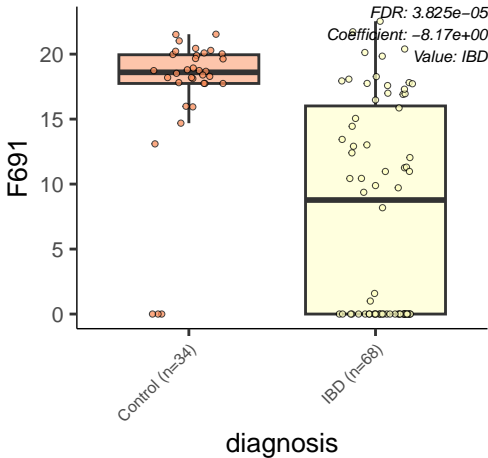 FDR: 3.825e−05
Coefficient: −8.17e+00
Value: IBD
20
15
10
5
0
F691
Control (n=34)
IBD (n=68)
diagnosis